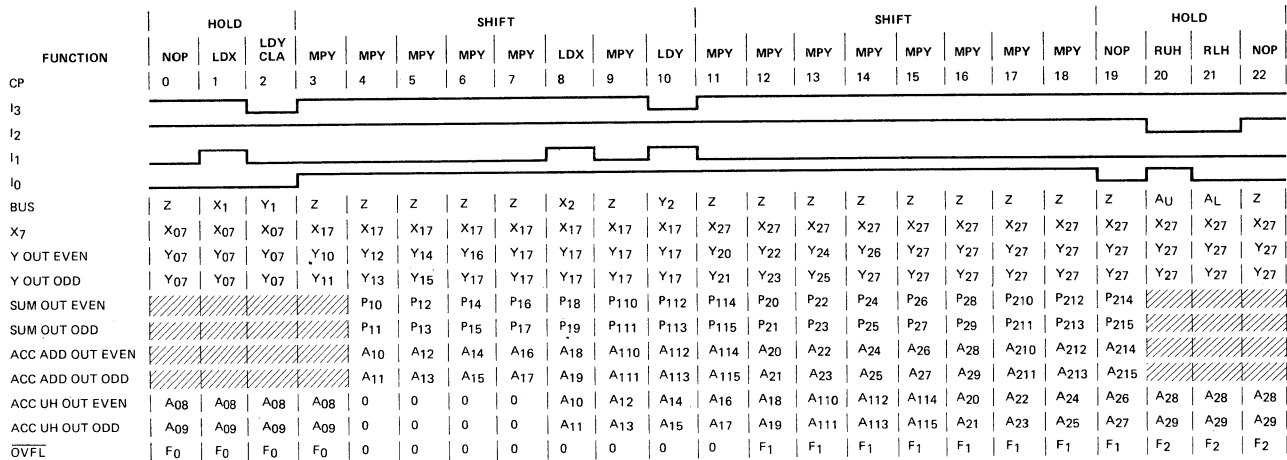 HOLD SHIFT SHIFT HOLD
FUNCTION NOP LDX LDY CLA MPY MPY MPY MPY MPY LDX MPY LDY MPY MPY MPY MPY MPY MPY MPY MPY NOP RUH RLH NOP
CP 0 1 2 3 4 5 6 7 8 9 10 11 12 13 14 15 16 17 18 19 20 21 22
I3
I2
I1
I0
BUS Z X1 Y1 Z Z Z Z Z X2 Z Y2 Z Z Z Z Z Z Z Z Z AU AL Z
X7 X07 X07 X07 X17 X17 X17 X17 X17 X17 X17 X17 X27 X27 X27 X27 X27 X27 X27 X27 X27 X27 X27 X27
Y OUT EVEN Y07 Y07 Y07 Y10 Y12 Y14 Y16 Y17 Y17 Y17 Y17 Y20 Y22 Y24 Y26 Y27 Y27 Y27 Y27 Y27 Y27 Y27 Y27
Y OUT ODD Y07 Y07 Y07 Y11 Y13 Y15 Y17 Y17 Y17 Y17 Y17 Y21 Y23 Y25 Y27 Y27 Y27 Y27 Y27 Y27 Y27 Y27 Y27
SUM OUT EVEN P10 P12 P14 P16 P18 P110 P112 P114 P20 P22 P24 P26 P28 P210 P212 P214
SUM OUT ODD P11 P13 P15 P17 P19 P111 P113 P115 P21 P23 P25 P27 P29 P211 P213 P215
ACC ADD OUT EVEN A10 A12 A14 A16 A18 A110 A112 A114 A20 A22 A24 A26 A28 A210 A212 A214
ACC ADD OUT ODD A11 A13 A15 A17 A19 A111 A113 A115 A21 A23 A25 A27 A29 A211 A213 A215
ACC UH OUT EVEN A08 A08 A08 A08 0 0 0 0 A10 A12 A14 A16 A18 A110 A112 A114 A20 A22 A24 A26 A28 A28 A28
ACC UH OUT ODD A09 A09 A09 A09 0 0 0 0 A11 A13 A15 A17 A19 A111 A113 A115 A21 A23 A25 A27 A29 A29 A29
OVFL F0 F0 F0 F0 0 0 0 0 0 0 0 0 F1 F1 F1 F1 F1 F1 F1 F1 F2 F2 F2